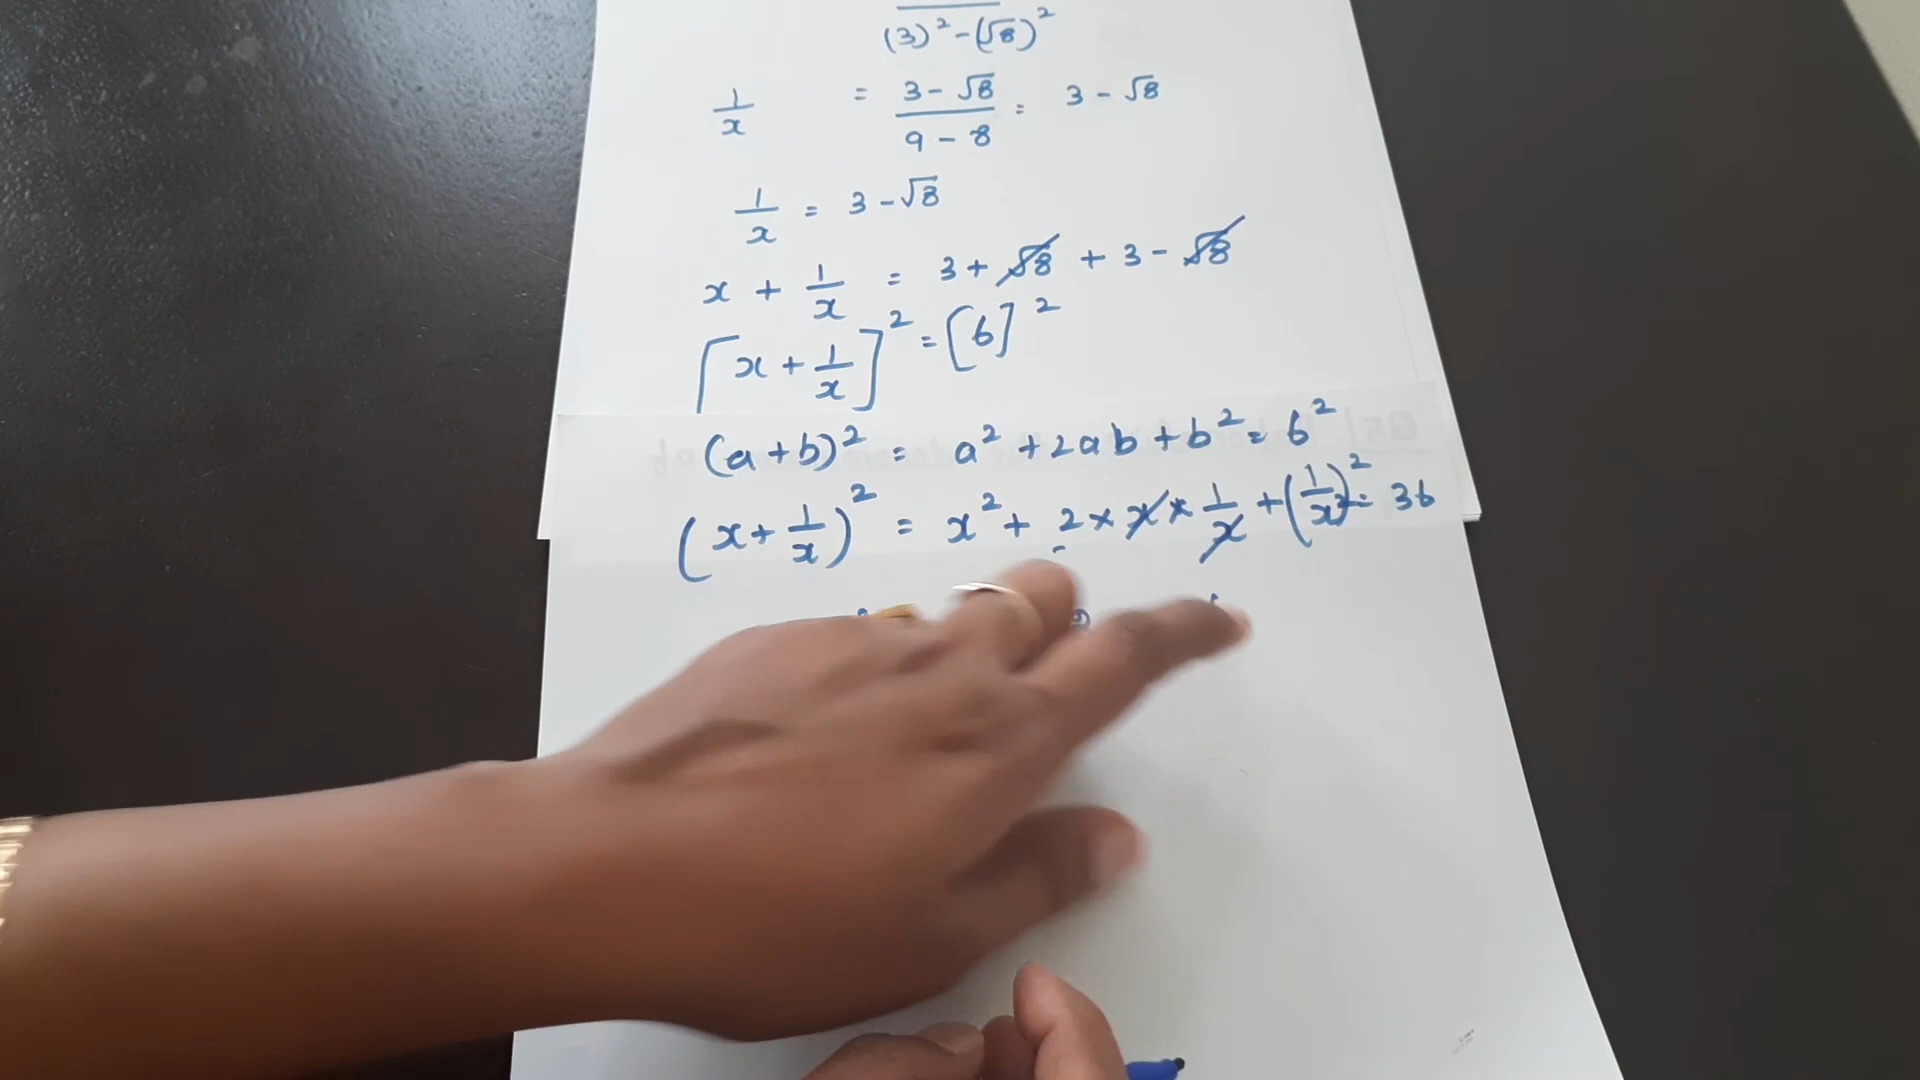 (3)² - (√8)²
1/x = (3 - √8)/(9 - 8) = 3 - √8
1/x = 3 - √8
x + 1/x = 3 + √8 + 3 - √8
[x + 1/x]² = [6]²
(a + b)² = a² + 2ab + b² = 6²
(x + 1/x)² = x² + 2 × x × 1/x + (1/x)² = 36